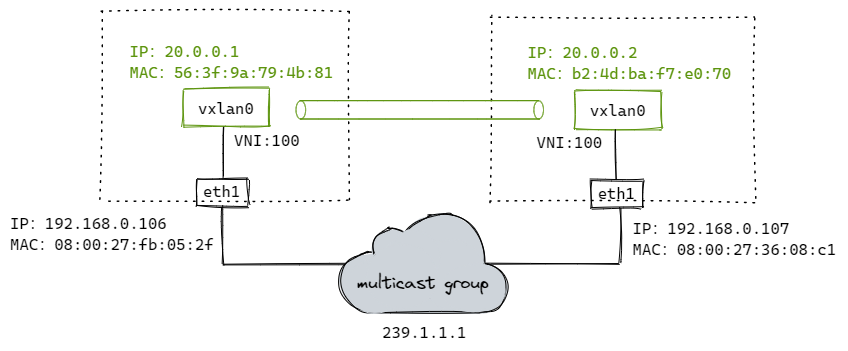 IP: 20.0.0.1
MAC: 56:3f:9a:79:4b:81
vxlan0
VNI:100
eth1
IP: 192.168.0.106
MAC: 08:00:27:fb:05:2f
IP: 20.0.0.2
MAC: b2:4d:ba:f7:e0:70
vxlan0
VNI:100
eth1
IP: 192.168.0.107
MAC: 08:00:27:36:08:c1
multicast group
239.1.1.1